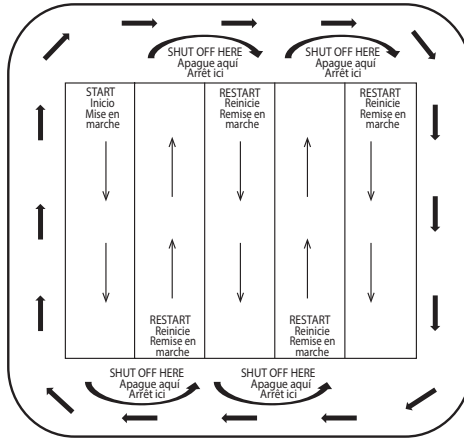 SHUT OFF HERE
Apague aquí
Arrêt ici
SHUT OFF HERE
Apague aquí
Arrêt ici
START
Inicio
Mise en
marche
RESTART
Reinicie
Remise en
marche
RESTART
Reinicie
Remise en
marche
RESTART
Reinicie
Remise en
marche
RESTART
Reinicie
Remise en
marche
SHUT OFF HERE
Apague aquí
Arrêt ici
SHUT OFF HERE
Apague aquí
Arrêt ici